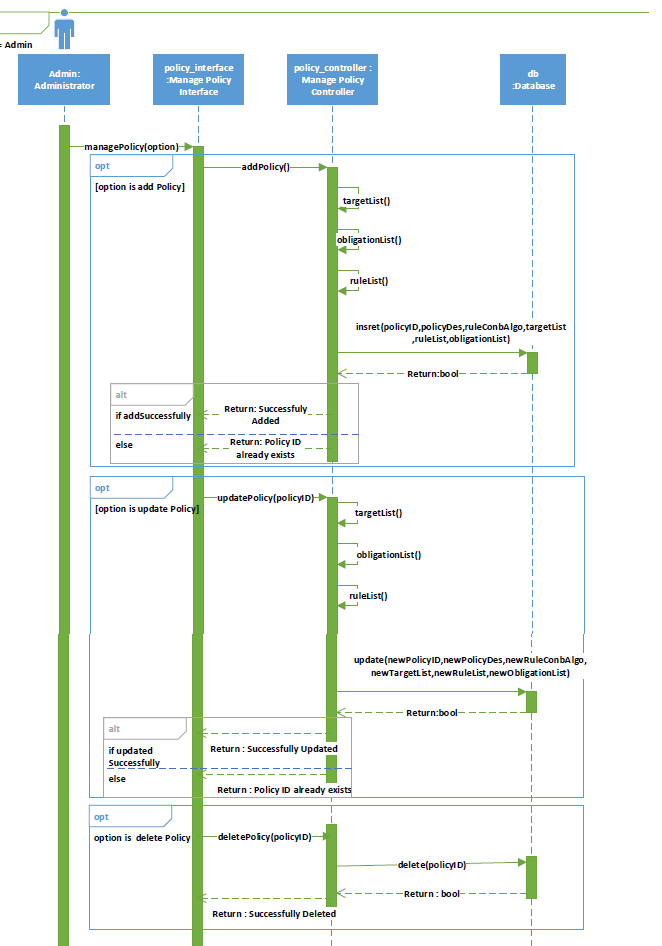 = Admin
Admin:
Administrator
policy_interface
:Manage Policy
Interface
policy_controller :
Manage Policy
Controller
db
:Database
managePolicy(option)
opt
[option is add Policy]
addPolicy()
targetList()
obligationList()
ruleList()
insret(policyID,policyDes,ruleConbAlgo,targetList
,ruleList,obligationList)
Return:bool
alt
if addSuccessfully
Return: Successfuly
Added
else
Return: Policy ID
already exists
opt
[option is update Policy]
updatePolicy(policyID)
targetList()
obligationList()
ruleList()
update(newPolicyID,newPolicyDes,newRuleConbAlgo,
newTargetList,newRuleList,newObligationList)
Return:bool
alt
if updated
Successfully
Return : Successfully Updated
else
Return : Policy ID already exists
opt
option is  delete Policy
deletePolicy(policyID)
delete(policyID)
Return : bool
Return : Successfully Deleted